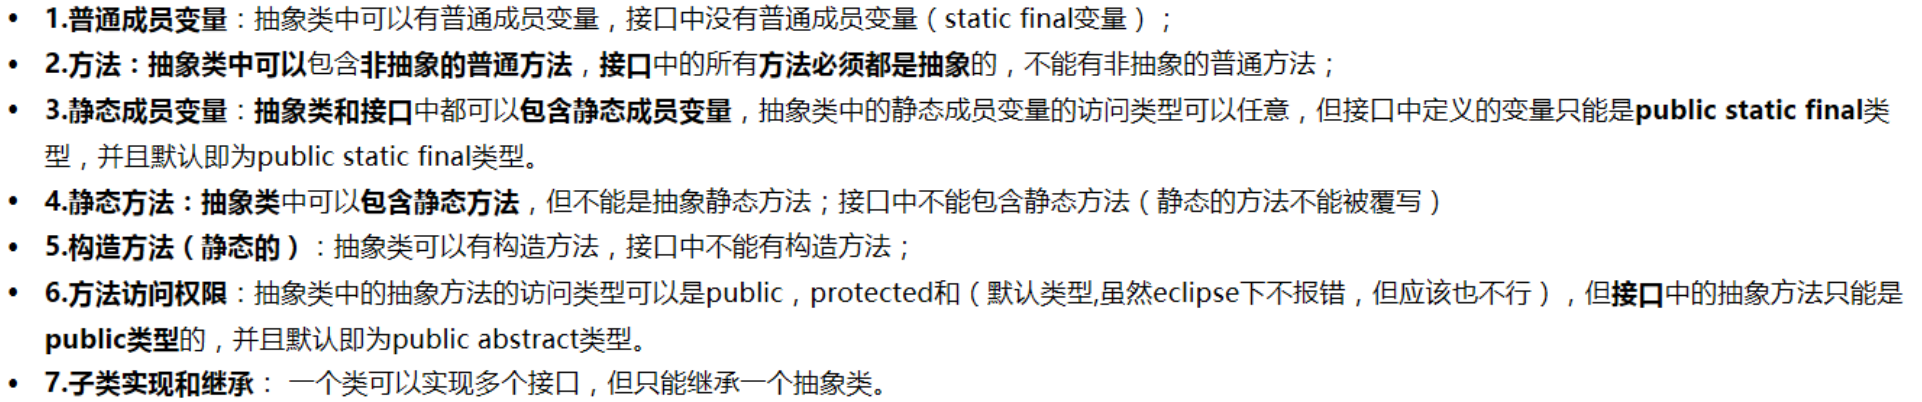 • 1.普通成员变量：抽象类中可以有普通成员变量，接口中没有普通成员变量（static final变量）；
• 2.方法：抽象类中可以包含非抽象的普通方法，接口中的所有方法必须都是抽象的，不能有非抽象的普通方法；
• 3.静态成员变量：抽象类和接口中都可以包含静态成员变量，抽象类中的静态成员变量的访问类型可以任意，但接口中定义的变量只能是public static final类
型，并且默认即为public static final类型。
• 4.静态方法：抽象类中可以包含静态方法，但不能是抽象静态方法；接口中不能包含静态方法（静态的方法不能被覆写）
• 5.构造方法（静态的）：抽象类可以有构造方法，接口中不能有构造方法；
• 6.方法访问权限：抽象类中的抽象方法的访问类型可以是public，protected和（默认类型,虽然eclipse下不报错，但应该也不行），但接口中的抽象方法只能是
public类型的，并且默认即为public abstract类型。
• 7.子类实现和继承： 一个类可以实现多个接口，但只能继承一个抽象类。